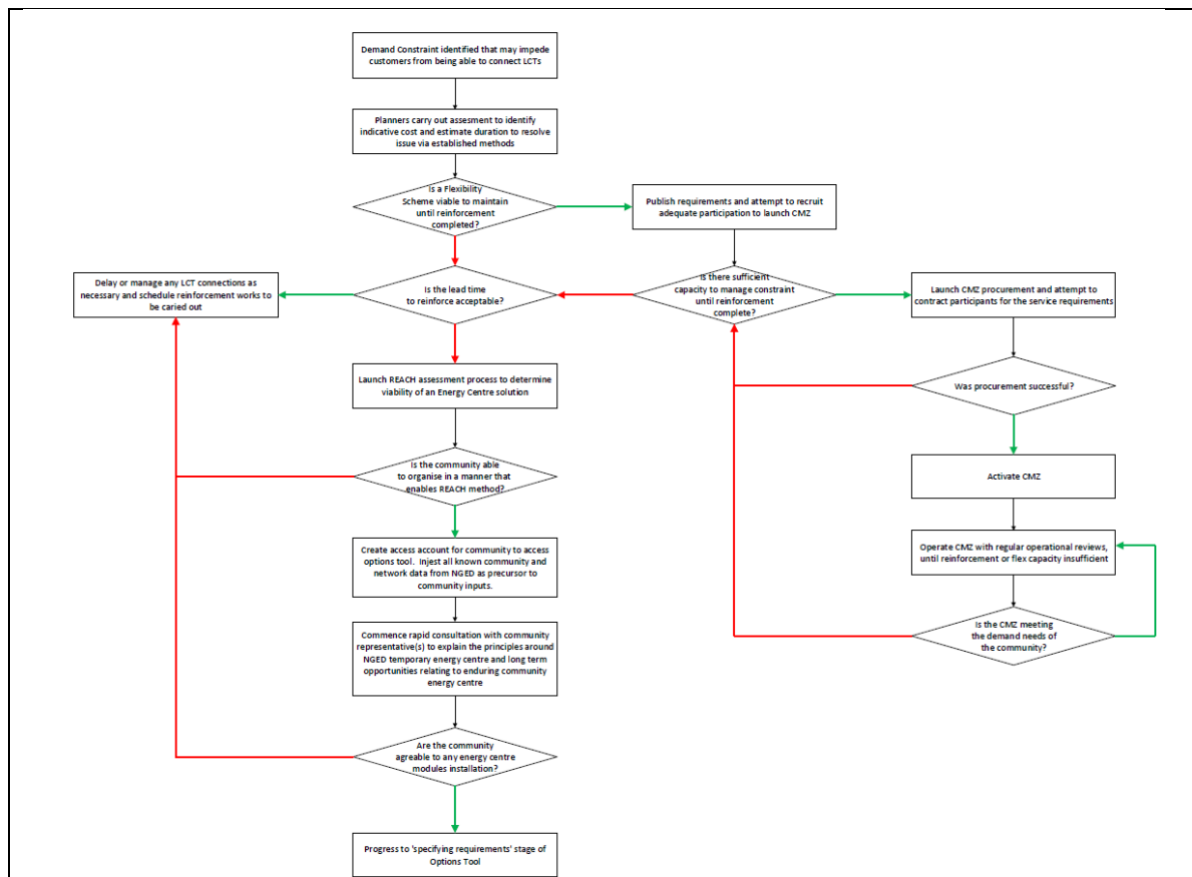 Demand Constraint identified that may impede
customers from being able to connect LCTs
Planners carry out assesment to identify
indicative cost and estimate duration to resolve
issue via established methods
Is a Flexibility
Scheme viable to maintain
until reinforcement
completed?
Publish requirements and attempt to recruit
adequate participation to launch CMZ
Delay or manage any LCT connections as
necessary and schedule reinforcement works to
be carried out
Is the lead time
to reinforce acceptable?
Is there sufficient
capacity to manage constraint
until reinforcement
complete?
Launch CMZ procurement and attempt to
contract participants for the service requirements
Launch REACH assessment process to determine
viability of an Energy Centre solution
Was procurement successful?
Is the community able
to organise in a manner that
enables REACH method?
Activate CMZ
Create access account for community to access
options tool. Injest all known community and
network data from NGED as precursor to
community inputs.
Operate CMZ with regular operational reviews,
until reinforcement or flex capacity insufficient
Commence rapid consultation with community
representative(s) to explain the principles around
NGED temporary energy centre and long term
opportunities relating to enduring community
energy centre
Is the CMZ meeting
the demand needs of
the community?
Are the community
agreable to any energy centre
modules installation?
Progress to 'specifying requirements' stage of
Options Tool